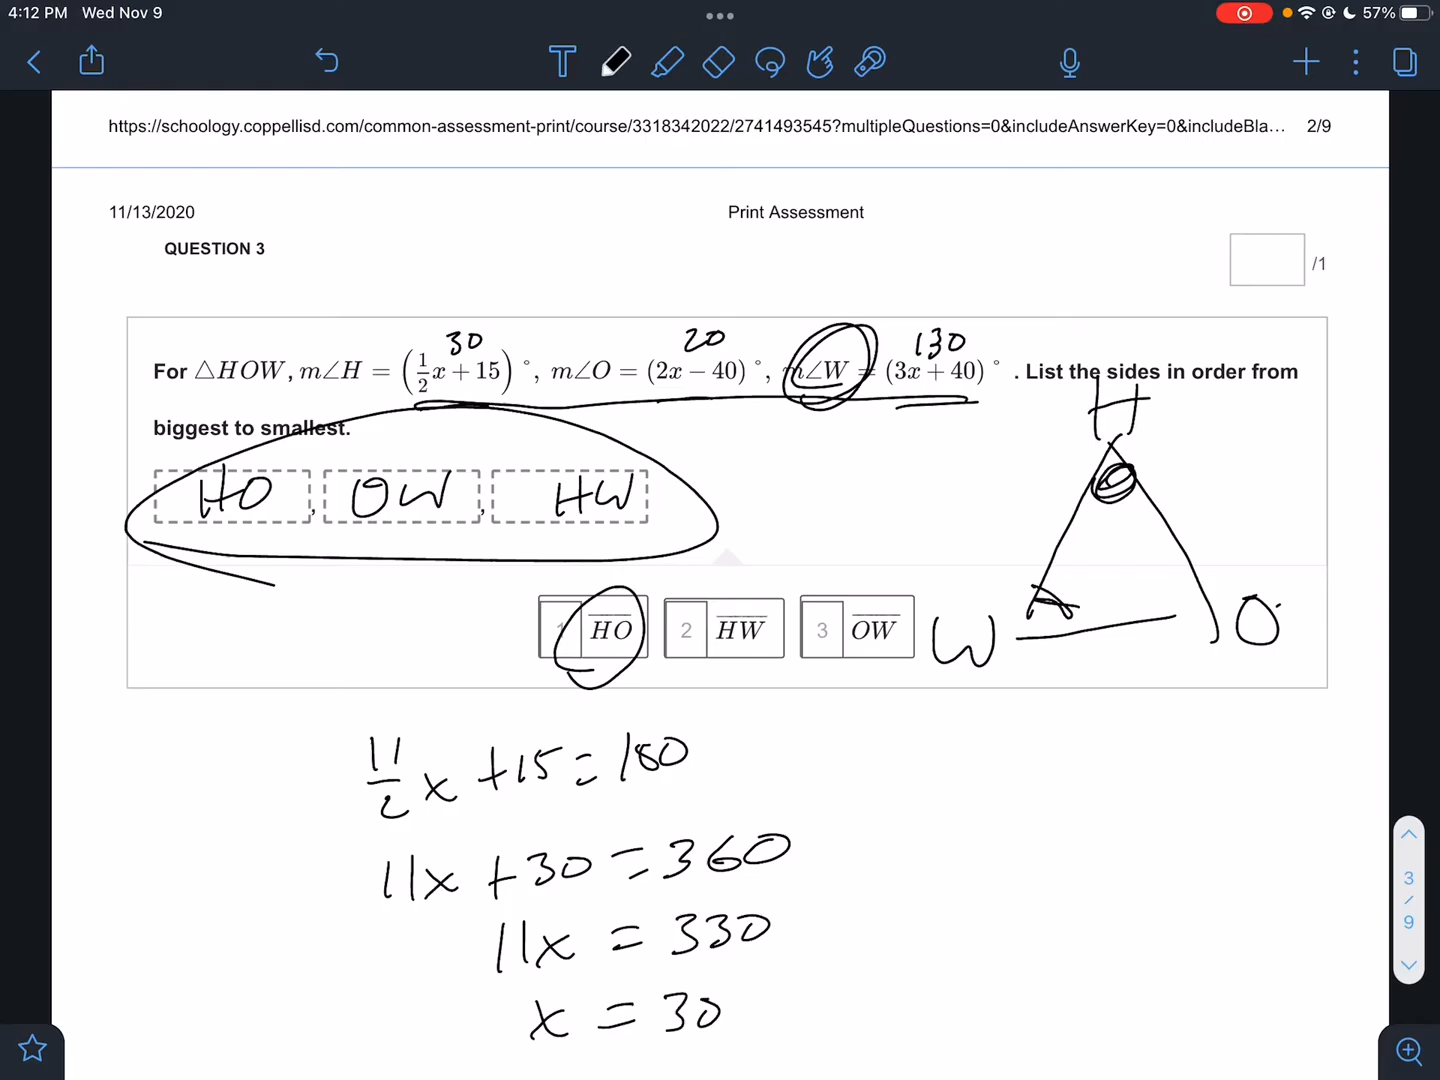 4:12 PM Wed Nov 9 57%
T
https://schoology.coppellisd.com/common-assessment-print/course/3318342022/2741493545?multipleQuestions=0&includeAnswerKey=0&includeBla… 2/9
11/13/2020 Print Assessment
QUESTION 3
/1
30 20 130
For △HOW, m∠H = (1/2x + 15)°, m∠O = (2x − 40)°, m∠W = (3x + 40)°. List the sides in order from
biggest to smallest.
H
HO, OW, HW
1 HO 2 HW 3 OW
W O
11/2 x + 15 = 180
11x + 30 = 360
11x = 330
x = 30
3
/
9